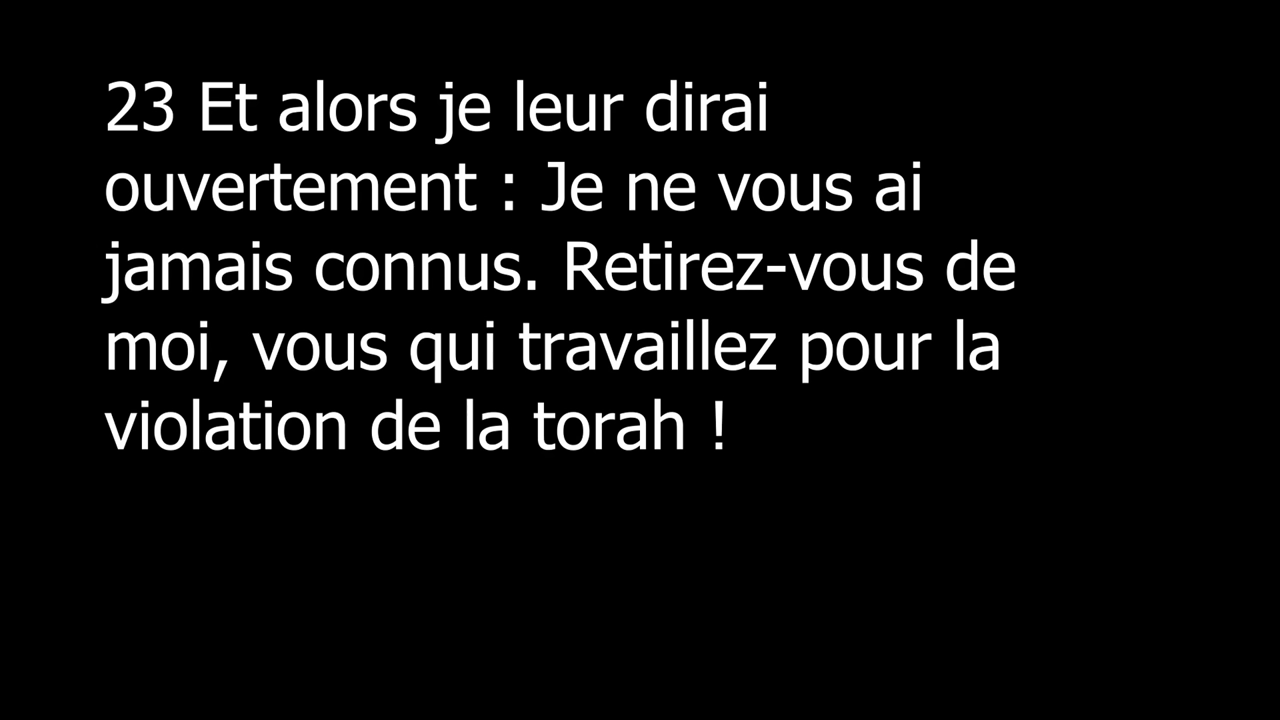 23 Et alors je leur dirai
ouvertement : Je ne vous ai
jamais connus. Retirez-vous de
moi, vous qui travaillez pour la
violation de la torah !